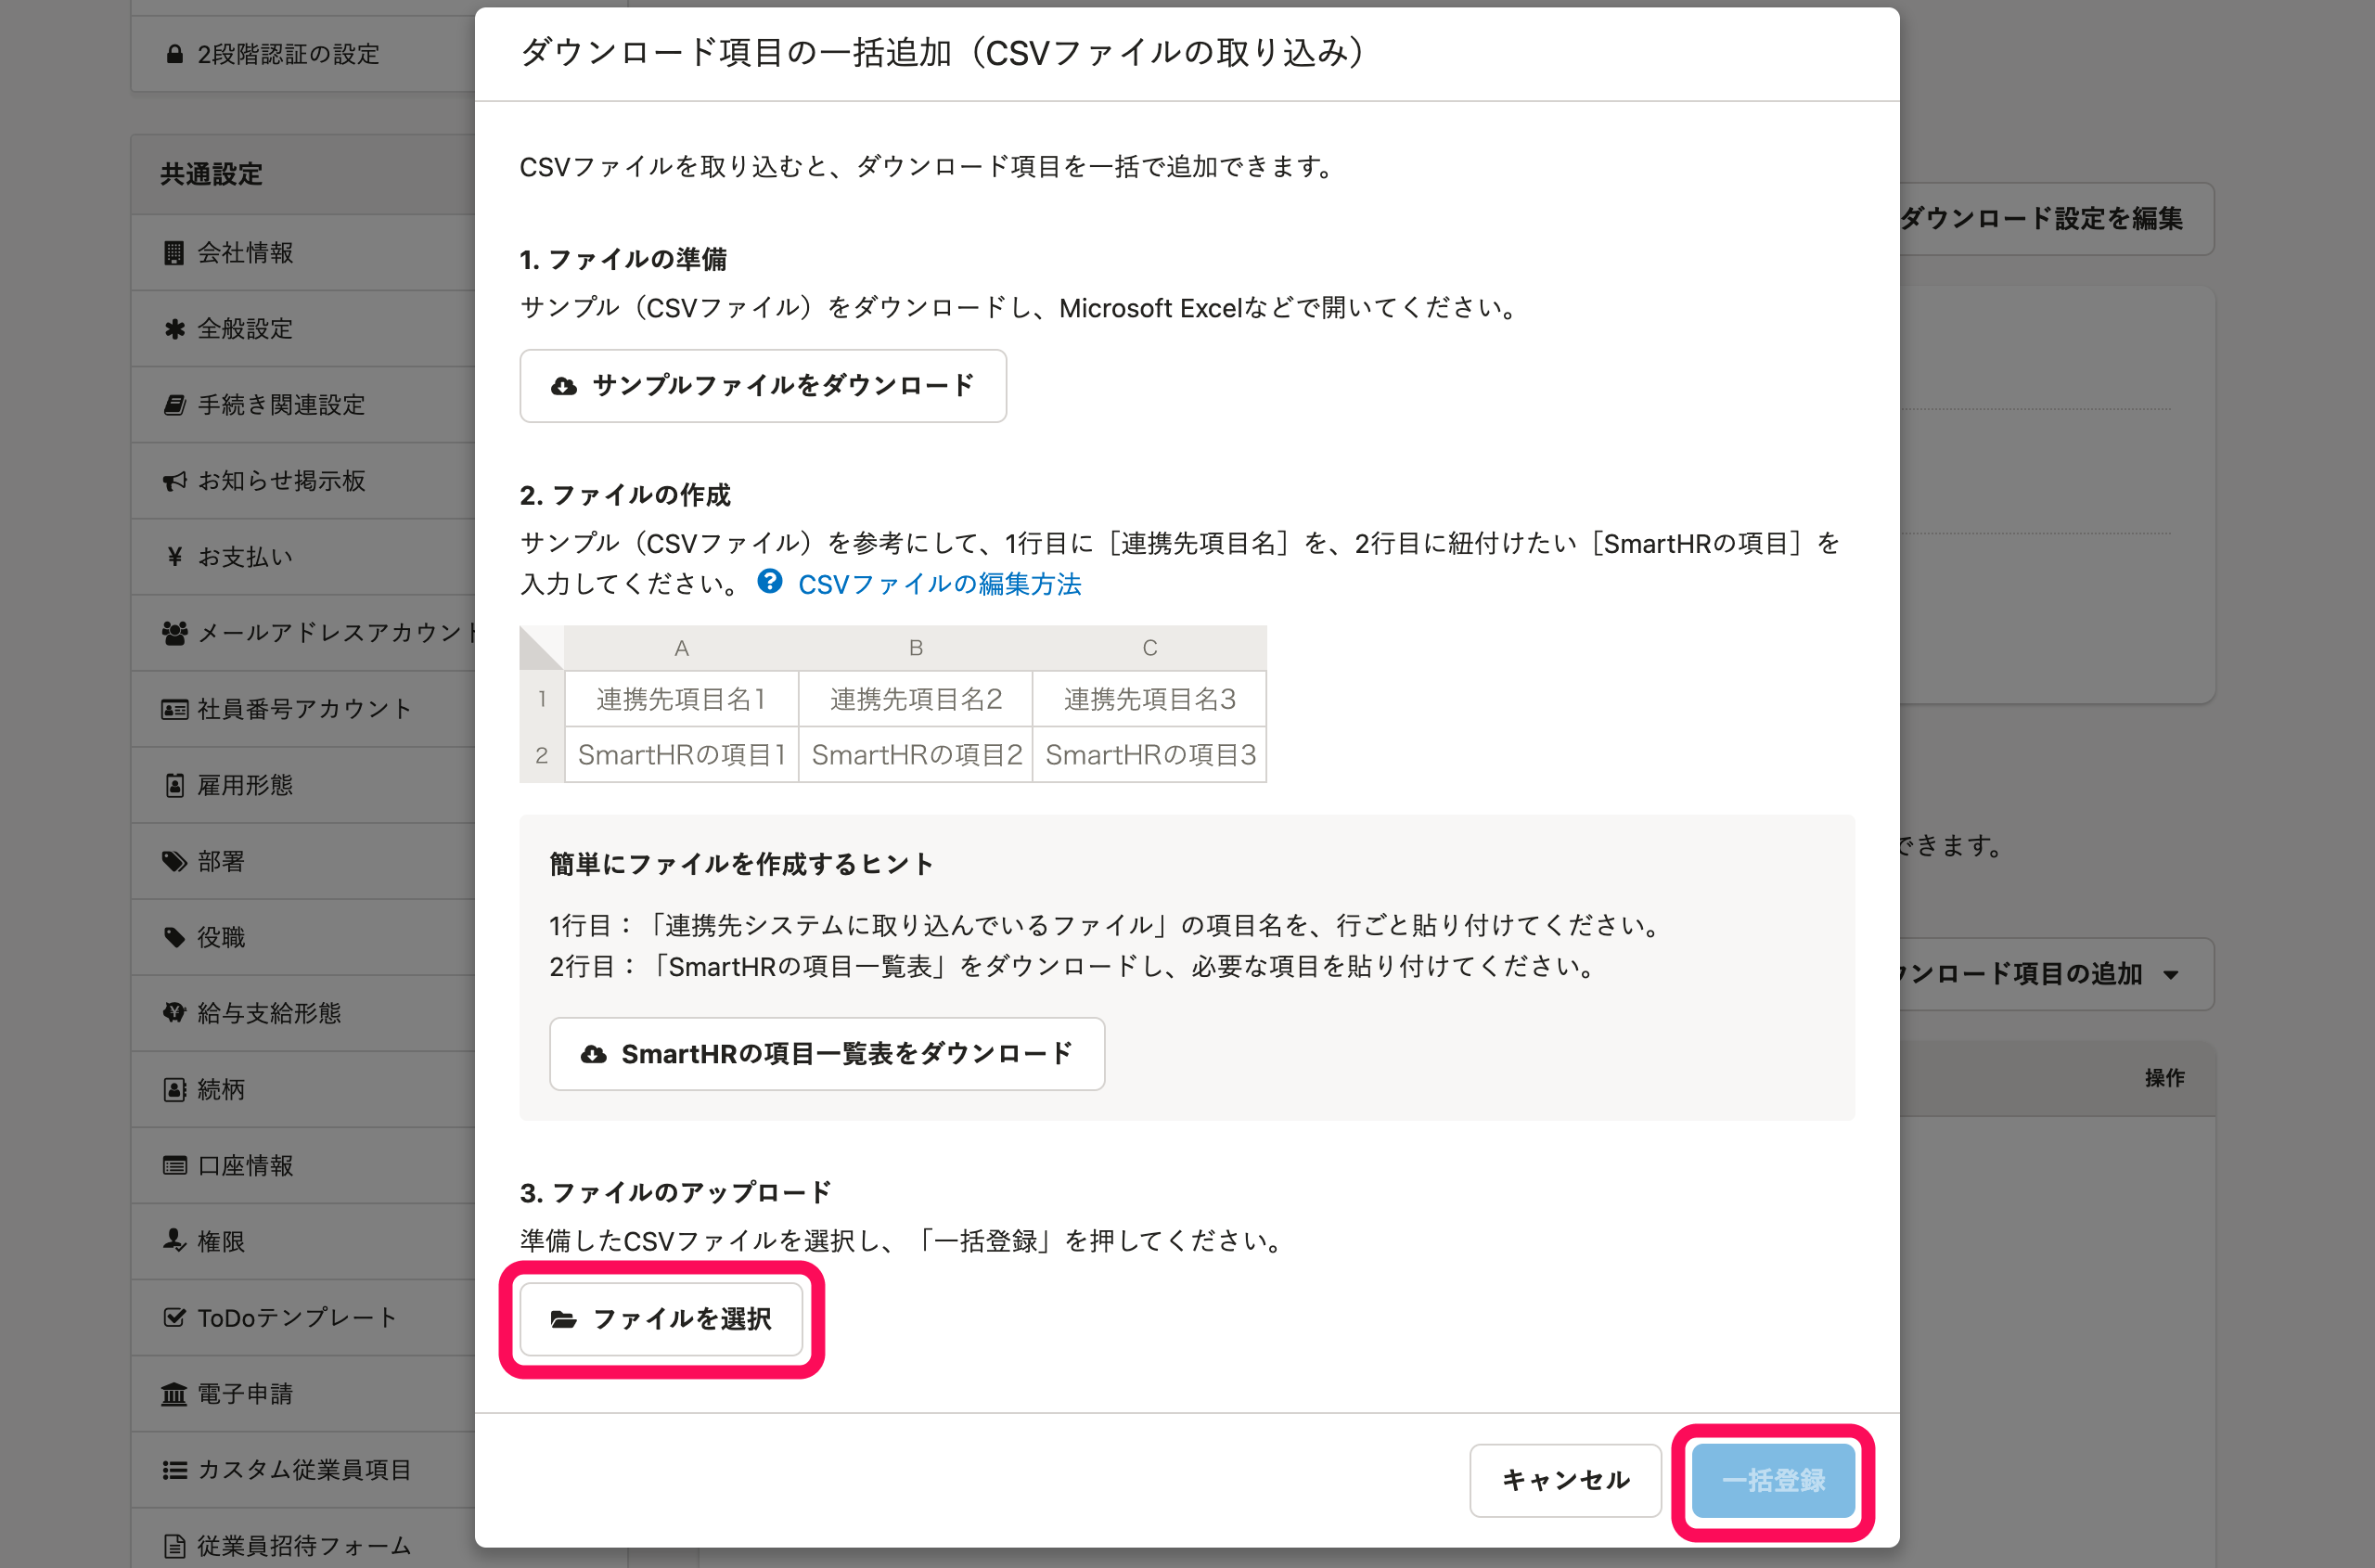 2段階認証の設定
共通設定
会社情報
全般設定
手続き関連設定
お知らせ掲示板
お支払い
メールアドレスアカウント
社員番号アカウント
雇用形態
部署
役職
給与支給形態
続柄
口座情報
権限
ToDoテンプレート
電子申請
カスタム従業員項目
従業員招待フォーム
ダウンロード項目の一括追加（CSVファイルの取り込み）
CSVファイルを取り込むと、ダウンロード項目を一括で追加できます。
1. ファイルの準備
サンプル（CSVファイル）をダウンロードし、Microsoft Excelなどで開いてください。
サンプルファイルをダウンロード
2. ファイルの作成
サンプル（CSVファイル）を参考にして、1行目に［連携先項目名］を、2行目に紐付けたい［SmartHRの項目］を
入力してください。 ? CSVファイルの編集方法
A B C
1 連携先項目名1 連携先項目名2 連携先項目名3
2 SmartHRの項目1 SmartHRの項目2 SmartHRの項目3
簡単にファイルを作成するヒント
1行目：「連携先システムに取り込んでいるファイル」の項目名を、行ごと貼り付けてください。
2行目：「SmartHRの項目一覧表」をダウンロードし、必要な項目を貼り付けてください。
SmartHRの項目一覧表をダウンロード
3. ファイルのアップロード
準備したCSVファイルを選択し、「一括登録」を押してください。
ファイルを選択
キャンセル
一括登録
ダウンロード設定を編集
できます。
ンロード項目の追加
操作